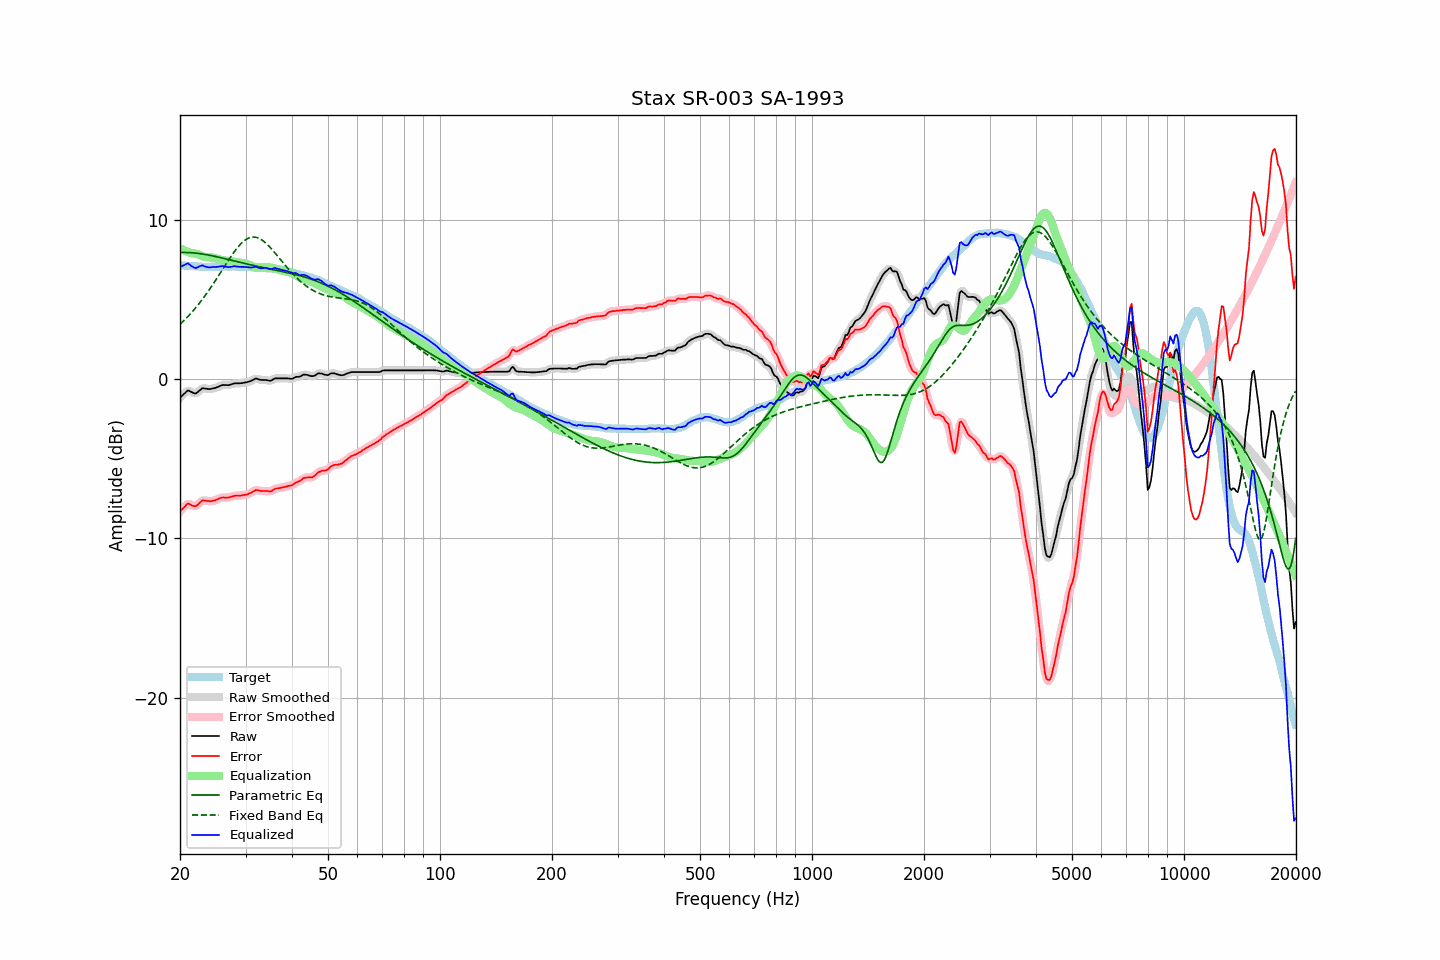 Stax SR-003 SA-1993
Amplitude (dBr)
10
0
−10
−20
Target
Raw Smoothed
Error Smoothed
Raw
Error
Equalization
Parametric Eq
Fixed Band Eq
Equalized
20 50 100 200 500 1000 2000 5000 10000 20000
Frequency (Hz)